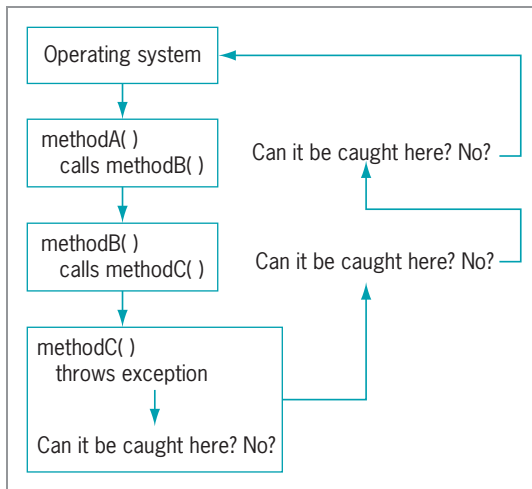 Operating system
methodA( )
calls methodB( )
Can it be caught here? No?
methodB( )
calls methodC( )
Can it be caught here? No?
methodC( )
throws exception
Can it be caught here? No?